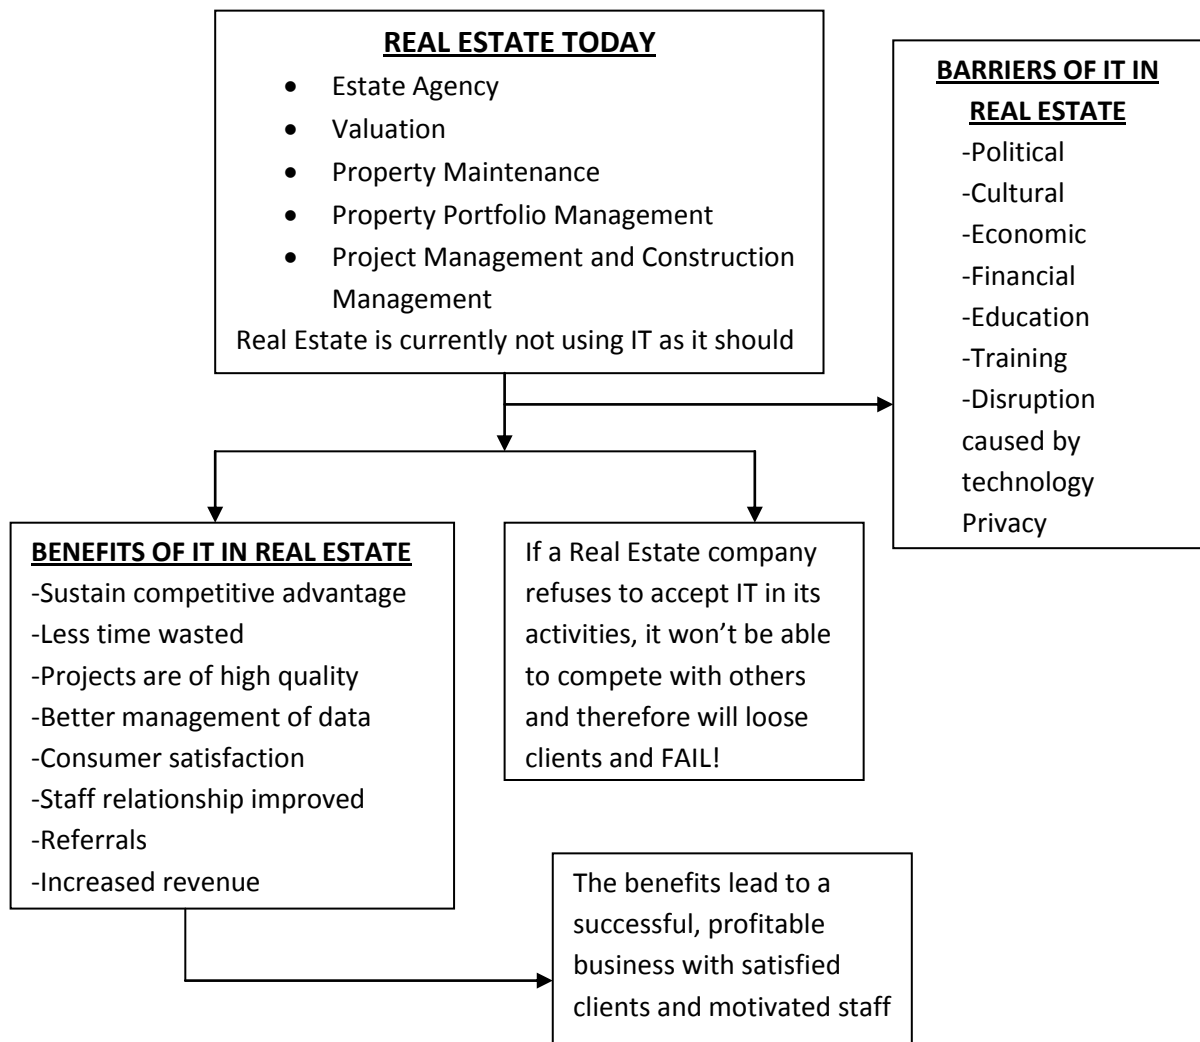 REAL ESTATE TODAY
• Estate Agency
• Valuation
• Property Maintenance
• Property Portfolio Management
• Project Management and Construction
Management
Real Estate is currently not using IT as it should
BARRIERS OF IT IN
REAL ESTATE
-Political
-Cultural
-Economic
-Financial
-Education
-Training
-Disruption
caused by
technology
Privacy
BENEFITS OF IT IN REAL ESTATE
-Sustain competitive advantage
-Less time wasted
-Projects are of high quality
-Better management of data
-Consumer satisfaction
-Staff relationship improved
-Referrals
-Increased revenue
If a Real Estate company
refuses to accept IT in its
activities, it won’t be able
to compete with others
and therefore will loose
clients and FAIL!
The benefits lead to a
successful, profitable
business with satisfied
clients and motivated staff